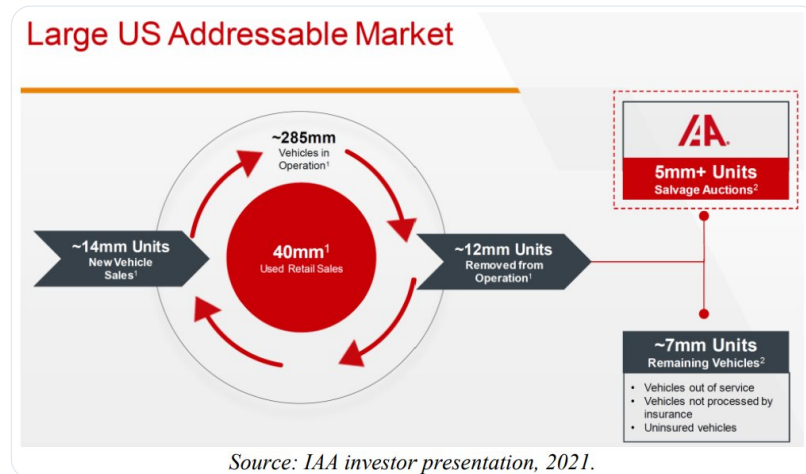 Large US Addressable Market
~285mm
Vehicles in
Operation¹
~14mm Units
New Vehicle
Sales¹
40mm¹
Used Retail Sales
~12mm Units
Removed from
Operation¹
IAA.
5mm+ Units
Salvage Auctions²
~7mm Units
Remaining Vehicles²
• Vehicles out of service
• Vehicles not processed by
insurance
• Uninsured vehicles
Source: IAA investor presentation, 2021.